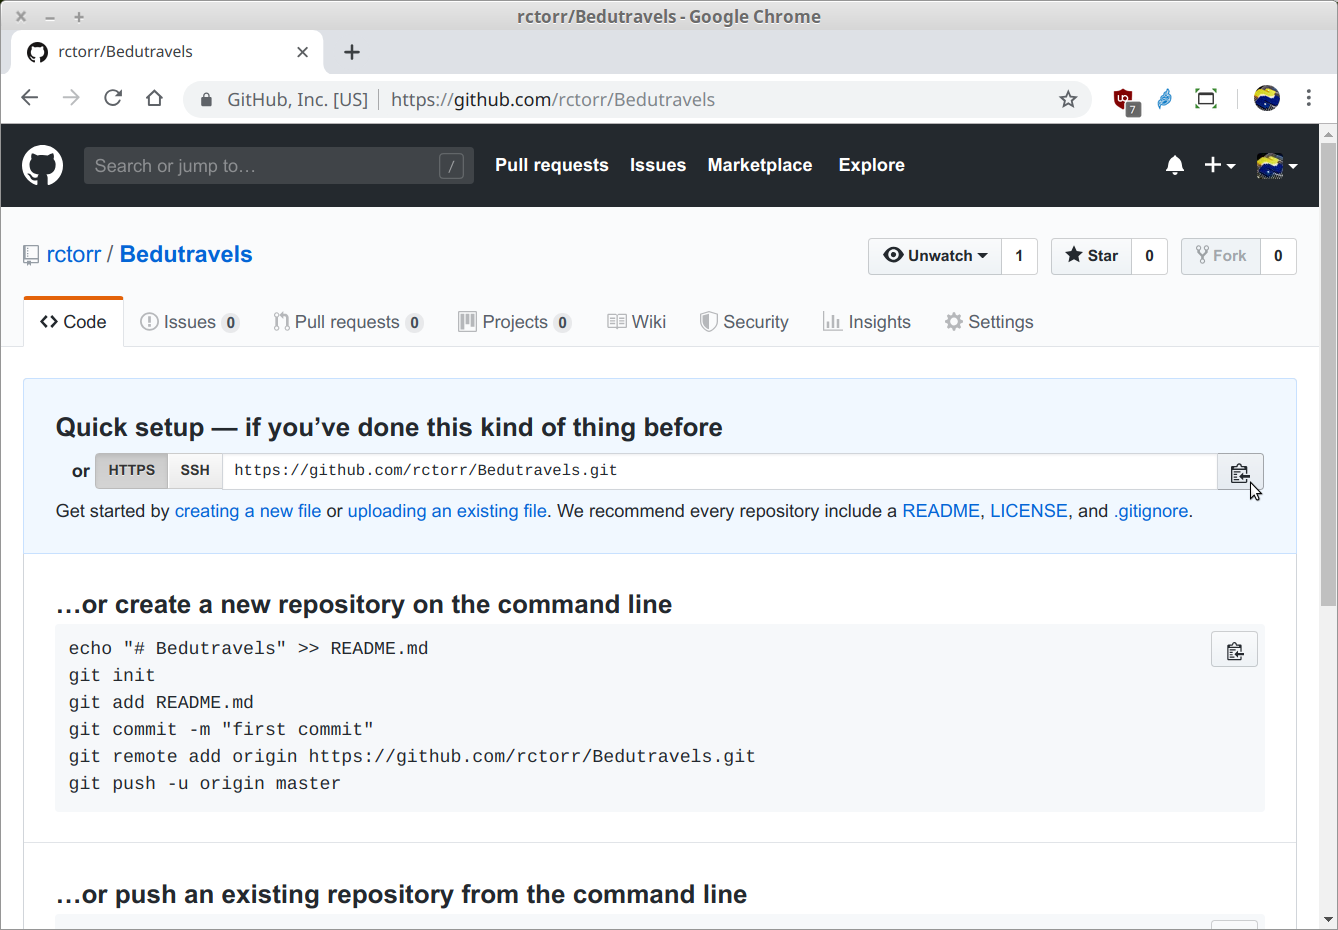 rctorr/Bedutravels - Google Chrome
rctorr/Bedutravels
GitHub, Inc. [US] https://github.com/rctorr/Bedutravels
7
Search or jump to… / Pull requests Issues Marketplace Explore
rctorr / Bedutravels Unwatch 1 Star 0 Fork 0
Code Issues 0 Pull requests 0 Projects 0 Wiki Security Insights Settings
Quick setup — if you’ve done this kind of thing before
or HTTPS SSH https://github.com/rctorr/Bedutravels.git
Get started by creating a new file or uploading an existing file. We recommend every repository include a README, LICENSE, and .gitignore.
…or create a new repository on the command line
echo "# Bedutravels" >> README.md
git init
git add README.md
git commit -m "first commit"
git remote add origin https://github.com/rctorr/Bedutravels.git
git push -u origin master
…or push an existing repository from the command line